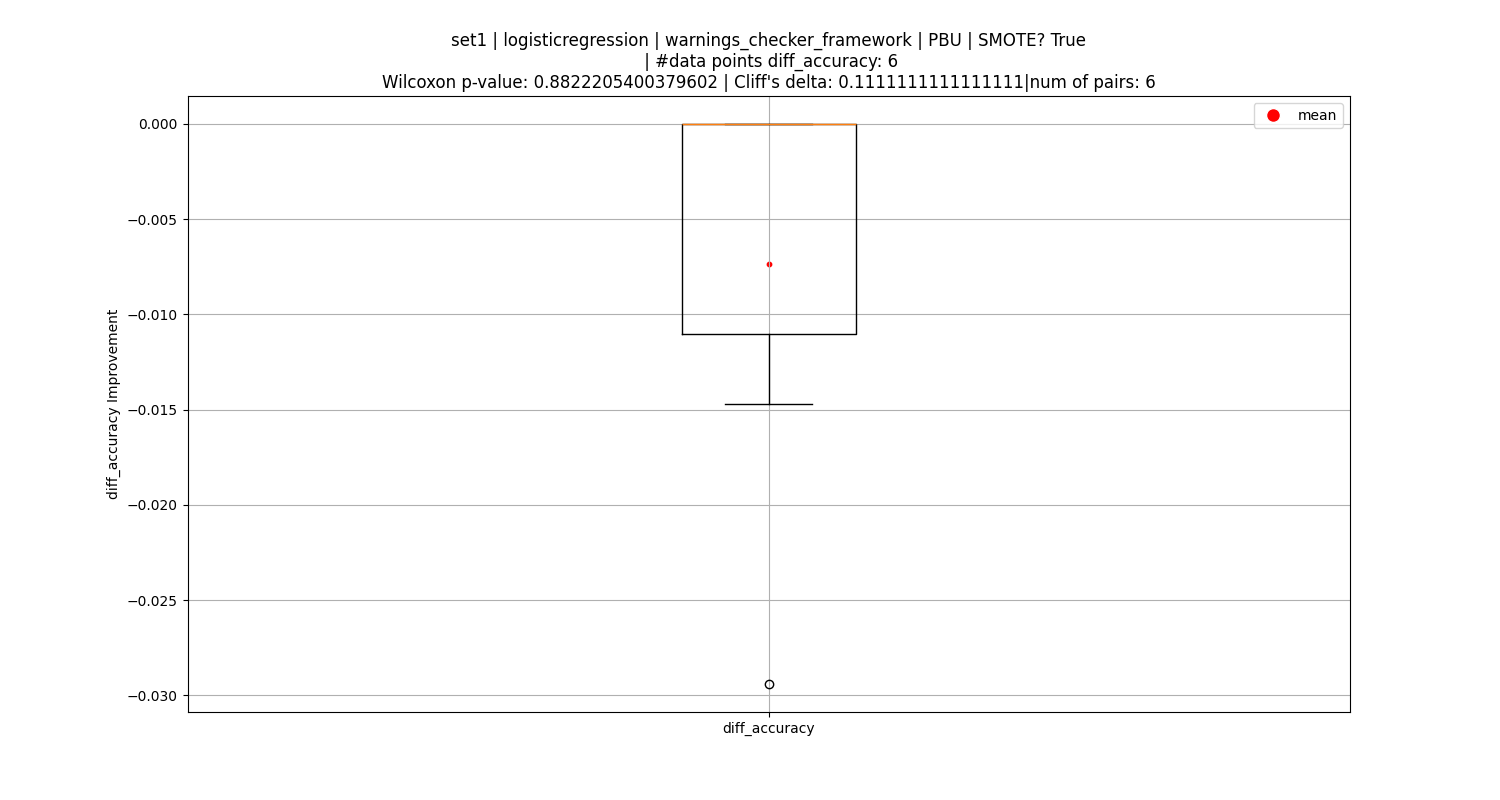 set1 | logisticregression | warnings_checker_framework | PBU | SMOTE? True
| #data points diff_accuracy: 6
Wilcoxon p-value: 0.8822205400379602 | Cliff's delta: 0.1111111111111111|num of pairs: 6
mean
0.000
−0.005
−0.010
−0.015
−0.020
−0.025
−0.030
diff_accuracy Improvement
diff_accuracy